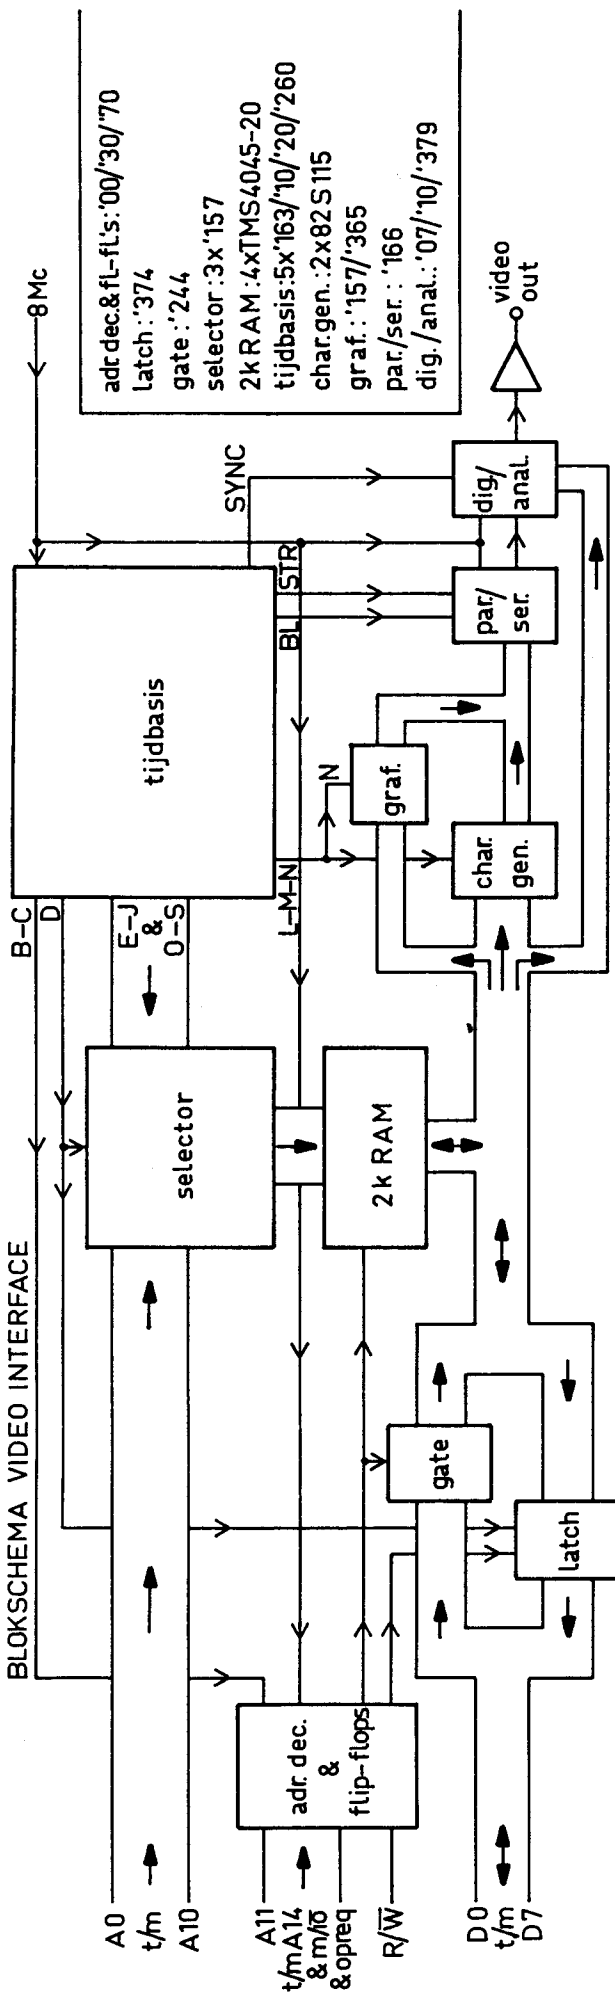 BLOKSCHEMA VIDEO INTERFACE
A0
t/m
A10
A11
t/mA14
& m/i̅o̅
& opreq
R/W̅
D0
t/m
D7
adr. dec.
&
flip-flops
B-C
D
E-J
&
O-S
selector
2k RAM
gate
latch
tijdbasis
8Mc
SYNC
STR
BL
L-M-N
N
graf.
char.
gen.
par./
ser.
dig/
anal.
video
out
adr.dec.&fl-fl's:'00/'30/'70
latch:'374
gate:'244
selector:3x'157
2k RAM:4xTMS4045-20
tijdbasis:5x'163/'10/'20/'260
char.gen.:2x82S115
graf.:'157/'365
par./ser.:'166
dig./anal.:'07/'10/'379